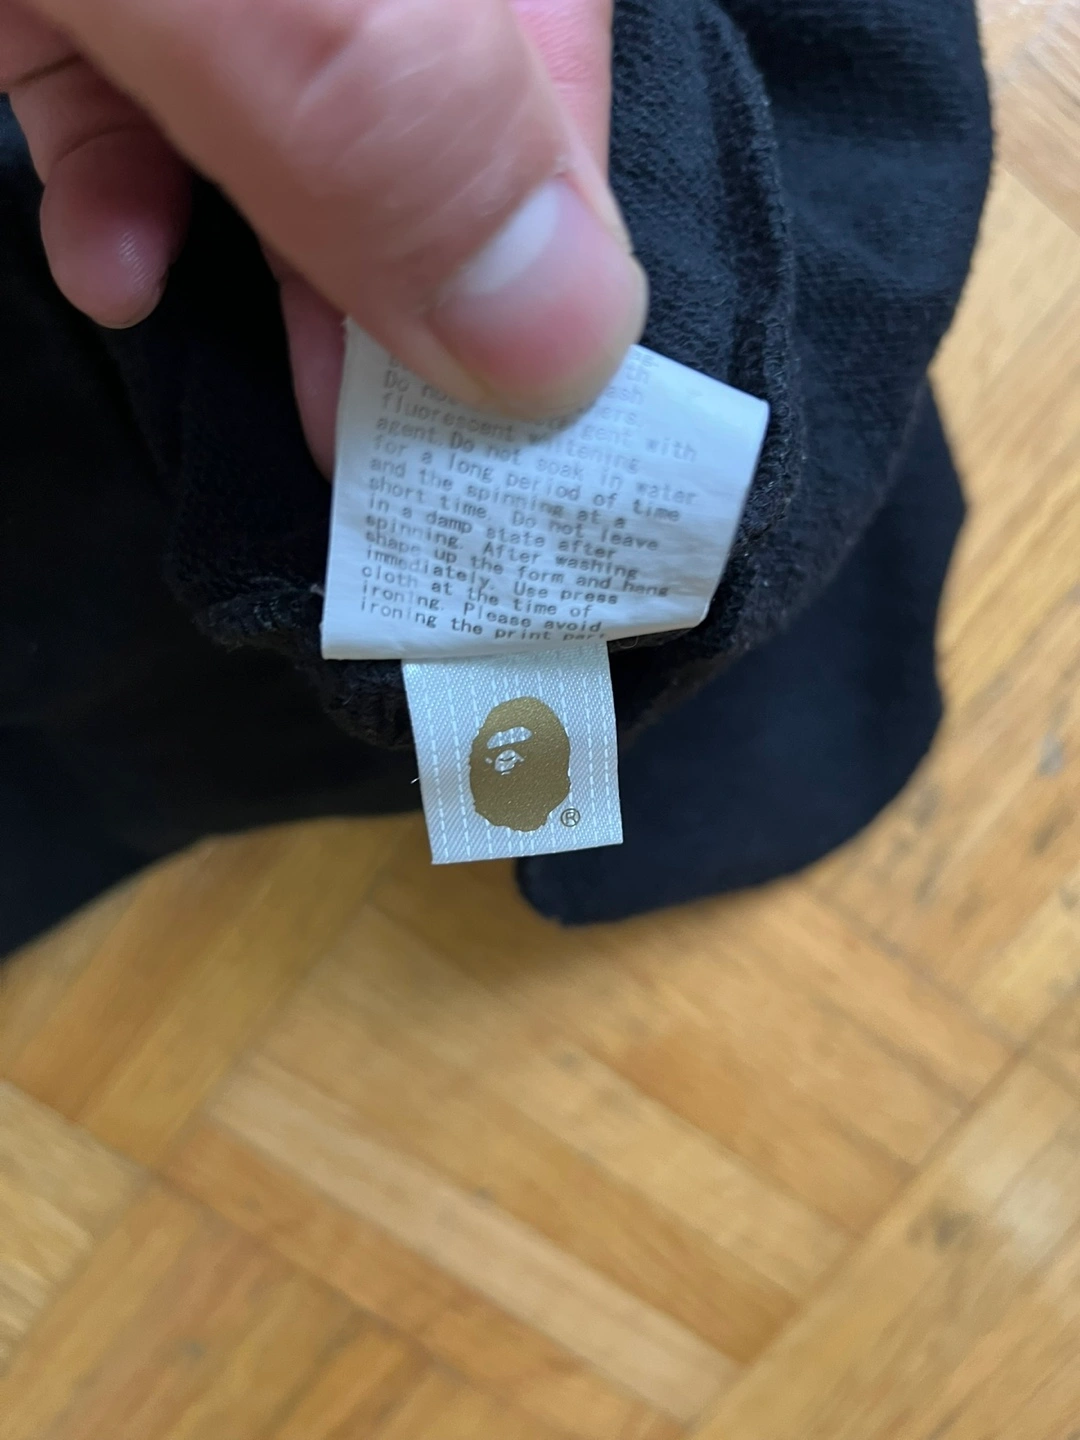 Do not
fluorescent whitening
agent with
agent. Do not soak in water
for a long period of time
and the spinning at a
short time. Do not leave
in a damp state after
spinning. After washing
shape up the form and hang
immediately. Use press
cloth at the time of
ironing. Please avoid
ironing the print
®